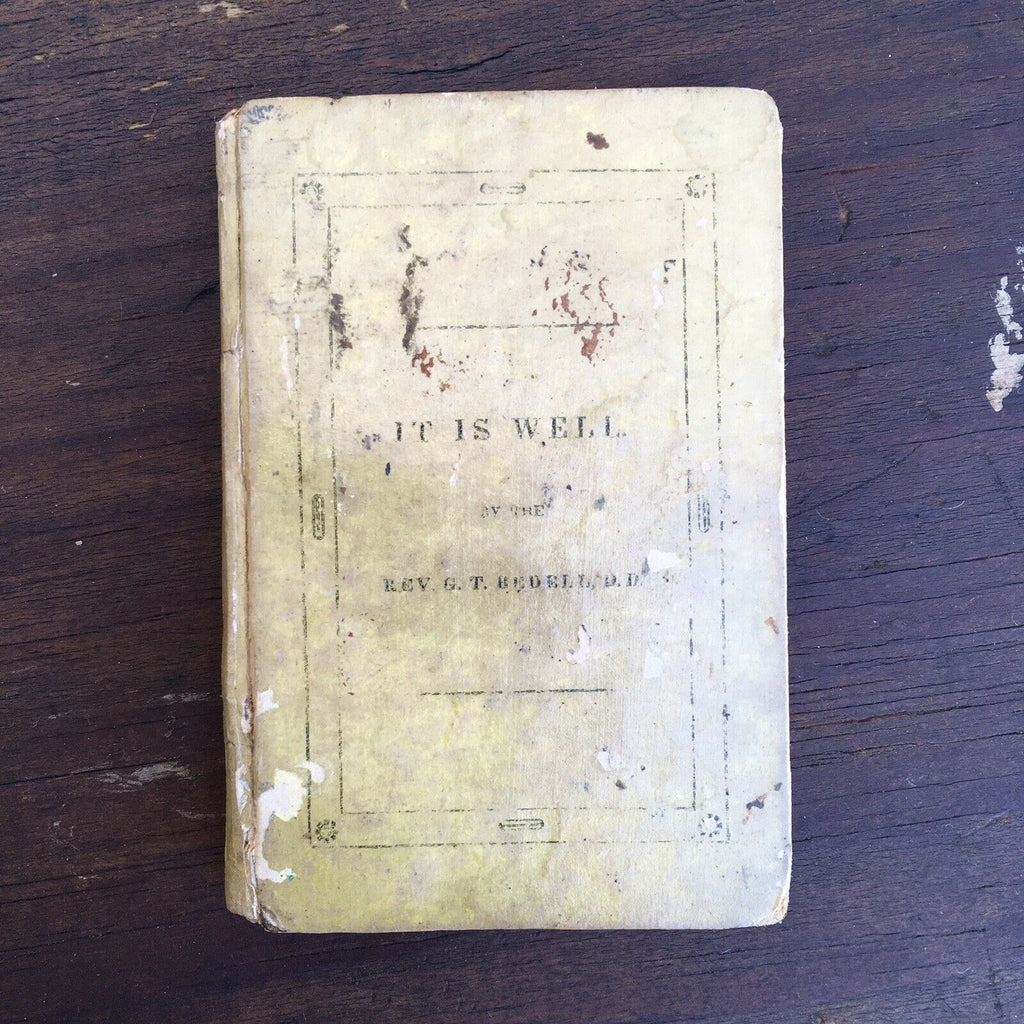 IT IS WELL.
BY THE
REV. G. T. BEDELL, D.D.